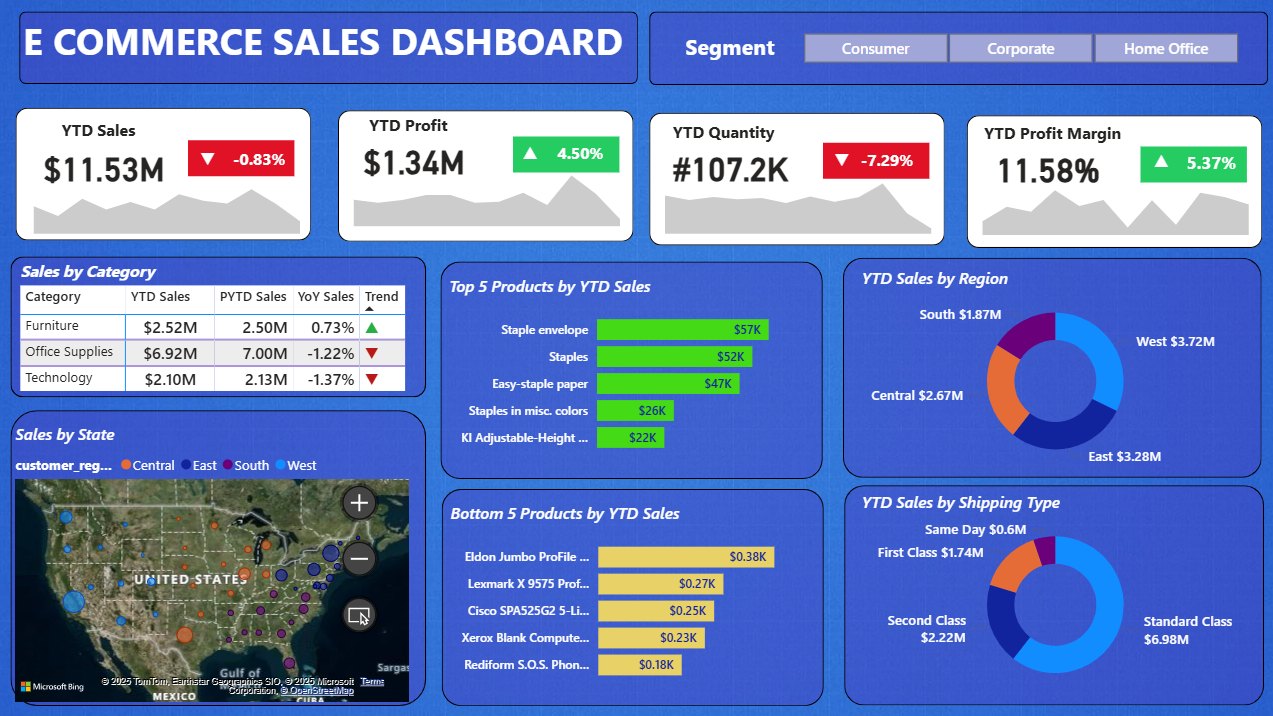 E COMMERCE SALES DASHBOARD
Segment
Consumer
Corporate
Home Office
YTD Sales
$11.53M
-0.83%
YTD Profit
$1.34M
4.50%
YTD Quantity
#107.2K
-7.29%
YTD Profit Margin
11.58%
5.37%
Sales by Category
Category YTD Sales PYTD Sales YoY Sales Trend
Furniture $2.52M 2.50M 0.73%
Office Supplies $6.92M 7.00M -1.22%
Technology $2.10M 2.13M -1.37%
Sales by State
customer_reg... Central East South West
UNITED STATES
Gulf of
MEXICO
CUBA
Sargas
Microsoft Bing
© 2025 TomTom, Earthstar Geographics SIO, © 2025 Microsoft
Corporation, © OpenStreetMap
Terms
Top 5 Products by YTD Sales
Staple envelope $57K
Staples $52K
Easy-staple paper $47K
Staples in misc. colors $26K
KI Adjustable-Height ... $22K
Bottom 5 Products by YTD Sales
Eldon Jumbo ProFile ... $0.38K
Lexmark X 9575 Prof... $0.27K
Cisco SPA525G2 5-Li... $0.25K
Xerox Blank Compute... $0.23K
Rediform S.O.S. Phon... $0.18K
YTD Sales by Region
South $1.87M
West $3.72M
Central $2.67M
East $3.28M
YTD Sales by Shipping Type
Same Day $0.6M
First Class $1.74M
Second Class
$2.22M
Standard Class
$6.98M